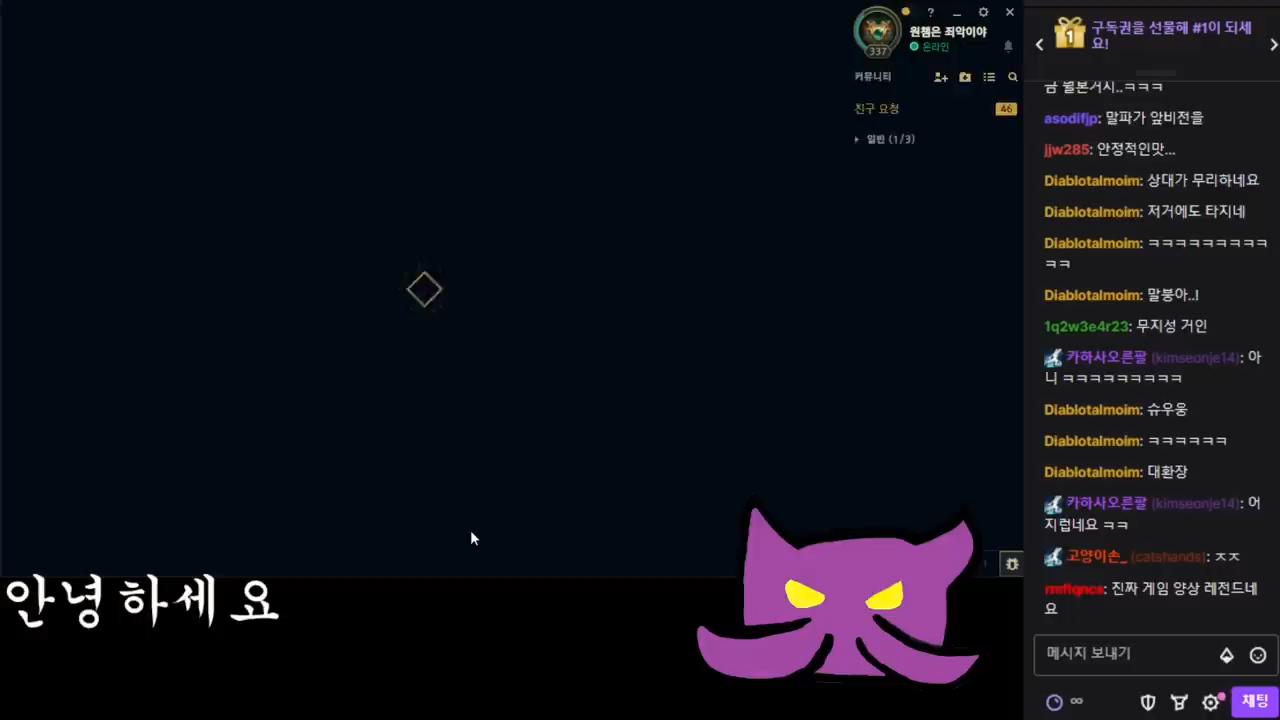 ?
원챔은 죄악이야
온라인
337
커뮤니티
친구 요청
46
일반 (1/3)
안녕하세요
1
구독권을 선물해 #1이 되세
요!
asodifjp: 말파가 앞비전을
jjw285: 안정적인맛...
Diablotalmoim: 상대가 무리하네요
Diablotalmoim: 저거에도 타지네
Diablotalmoim: ㅋㅋㅋㅋㅋㅋㅋㅋㅋ
ㅋㅋ
Diablotalmoim: 말붕아..!
1q2w3e4r23: 무지성 거인
카하사오른팔 (kimseonje14): 아
니 ㅋㅋㅋㅋㅋㅋㅋㅋㅋ
Diablotalmoim: 슈우웅
Diablotalmoim: ㅋㅋㅋㅋㅋㅋ
Diablotalmoim: 대환장
카하사오른팔 (kimseonje14): 어
지럽네요 ㅋㅋ
고양이손_ (catshands): ㅈㅈ
진짜 게임 양상 레전드네
요
메시지 보내기
채팅